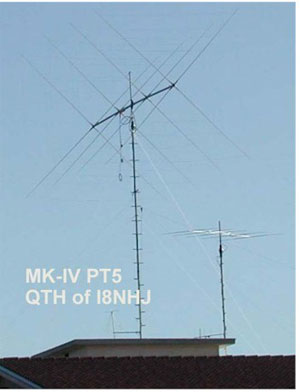 MK-IV PT5
QTH of I8NHJ